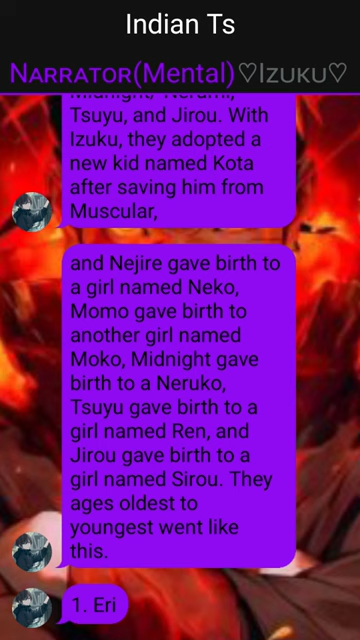 Indian Ts
NARRATOR(Mental)♡IZUKU♡
Midnight/ Nerumi,
Tsuyu, and Jirou. With
Izuku, they adopted a
new kid named Kota
after saving him from
Muscular,
and Nejire gave birth to
a girl named Neko,
Momo gave birth to
another girl named
Moko, Midnight gave
birth to a Neruko,
Tsuyu gave birth to a
girl named Ren, and
Jirou gave birth to a
girl named Sirou. They
ages oldest to
youngest went like
this.
1. Eri